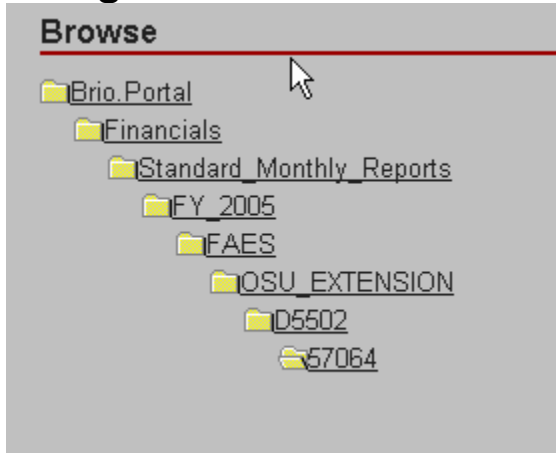 Browse
Brio.Portal
Financials
Standard_Monthly_Reports
FY_2005
FAES
OSU_EXTENSION
D5502
57064